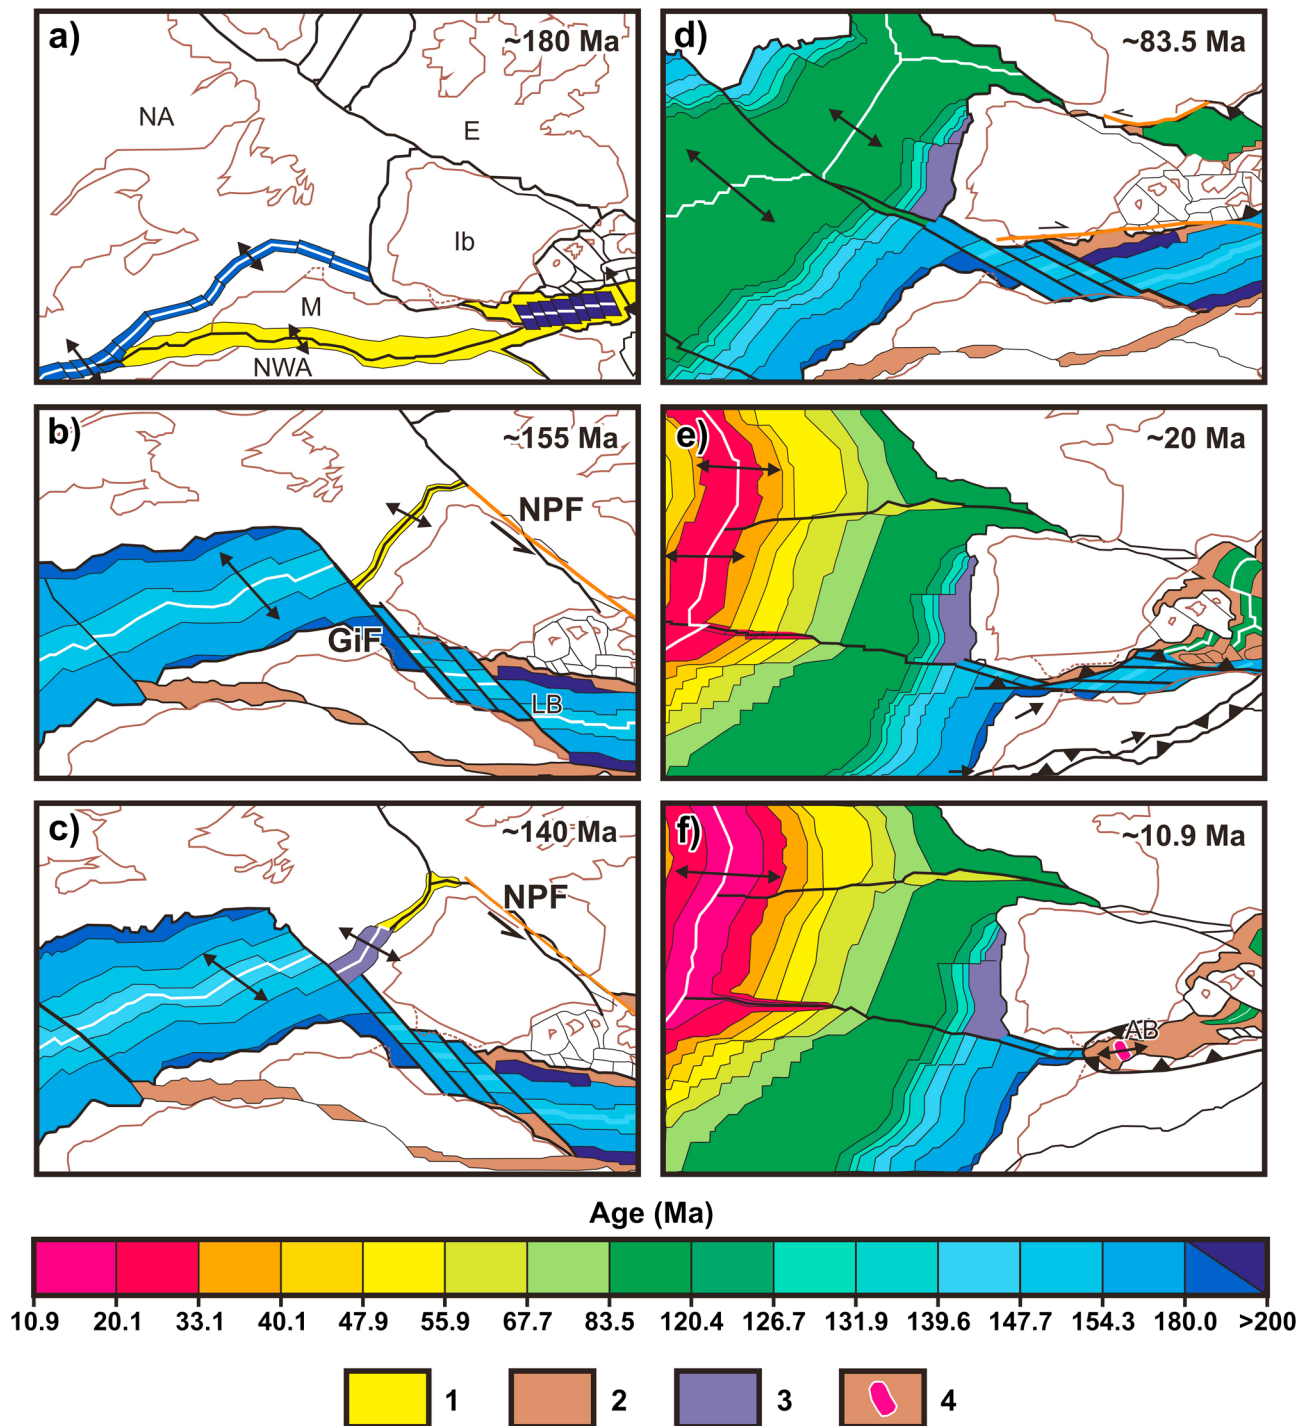 a)
~180 Ma
NA
E
Ib
M
NWA
b)
~155 Ma
NPF
GiF
LB
c)
~140 Ma
NPF
d)
~83.5 Ma
e)
~20 Ma
f)
~10.9 Ma
AB
Age (Ma)
10.9 20.1 33.1 40.1 47.9 55.9 67.7 83.5 120.4 126.7 131.9 139.6 147.7 154.3 180.0 >200
1 2 3 4